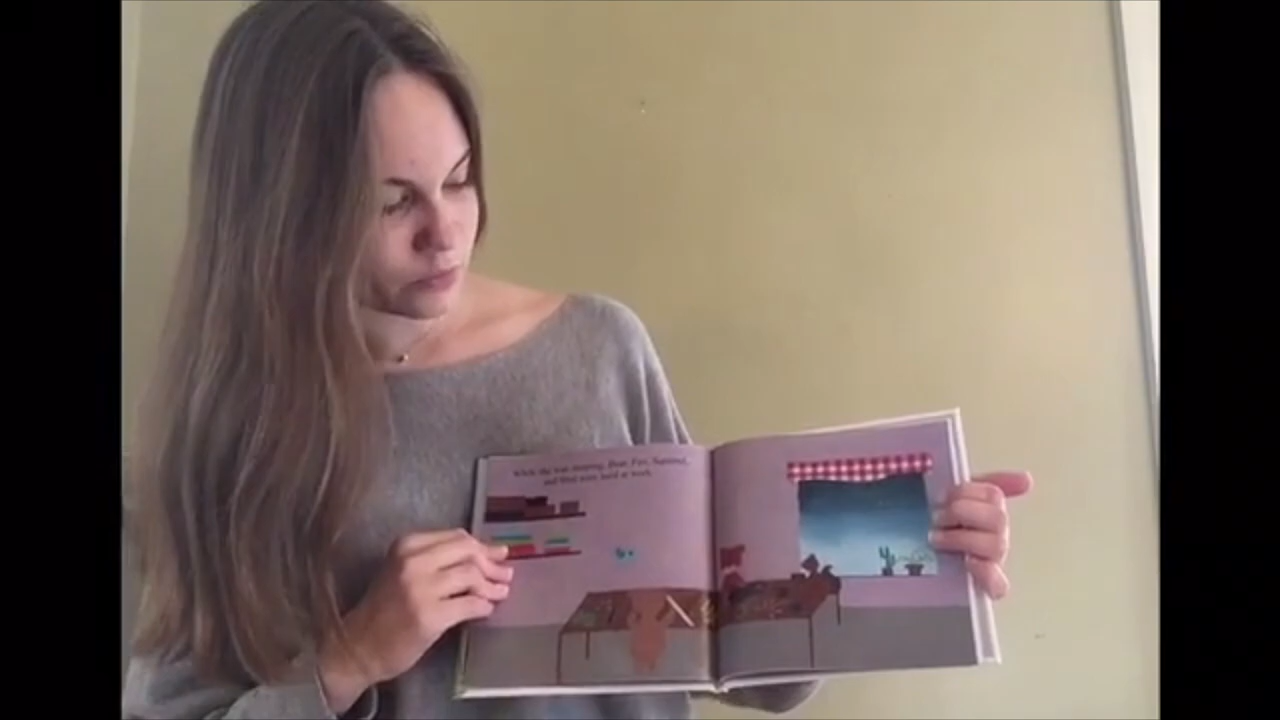 While she was sleeping, Bear, Fox, Squirrel,
and Bird were hard at work.